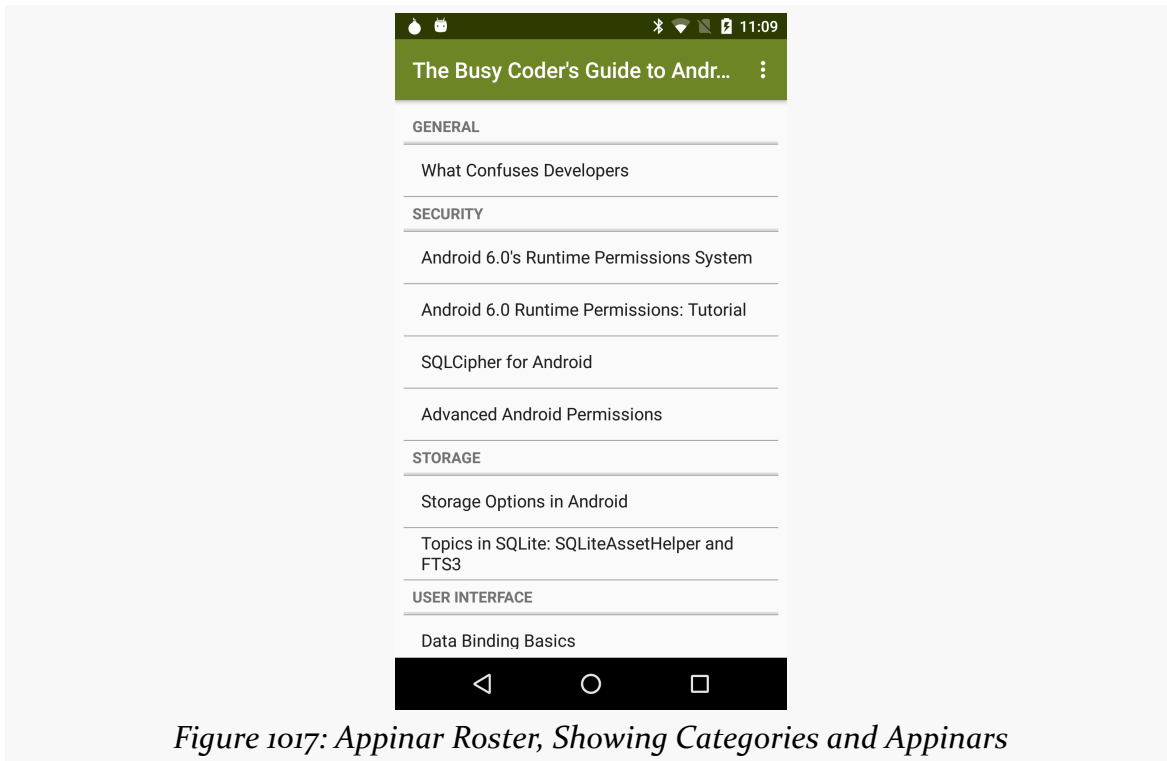 11:09
The Busy Coder's Guide to Andr...
GENERAL
What Confuses Developers
SECURITY
Android 6.0's Runtime Permissions System
Android 6.0 Runtime Permissions: Tutorial
SQLCipher for Android
Advanced Android Permissions
STORAGE
Storage Options in Android
Topics in SQLite: SQLiteAssetHelper and
FTS3
USER INTERFACE
Data Binding Basics
Figure 1017: Appinar Roster, Showing Categories and Appinars